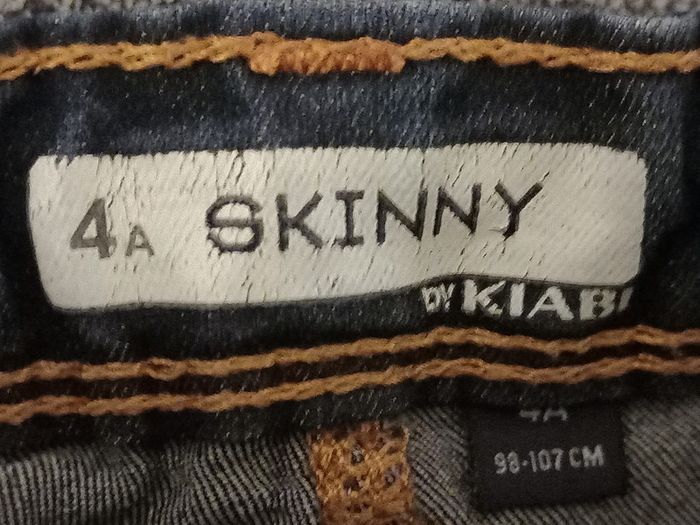 4A SKINNY
BY KIABI
4A
98-107 CM